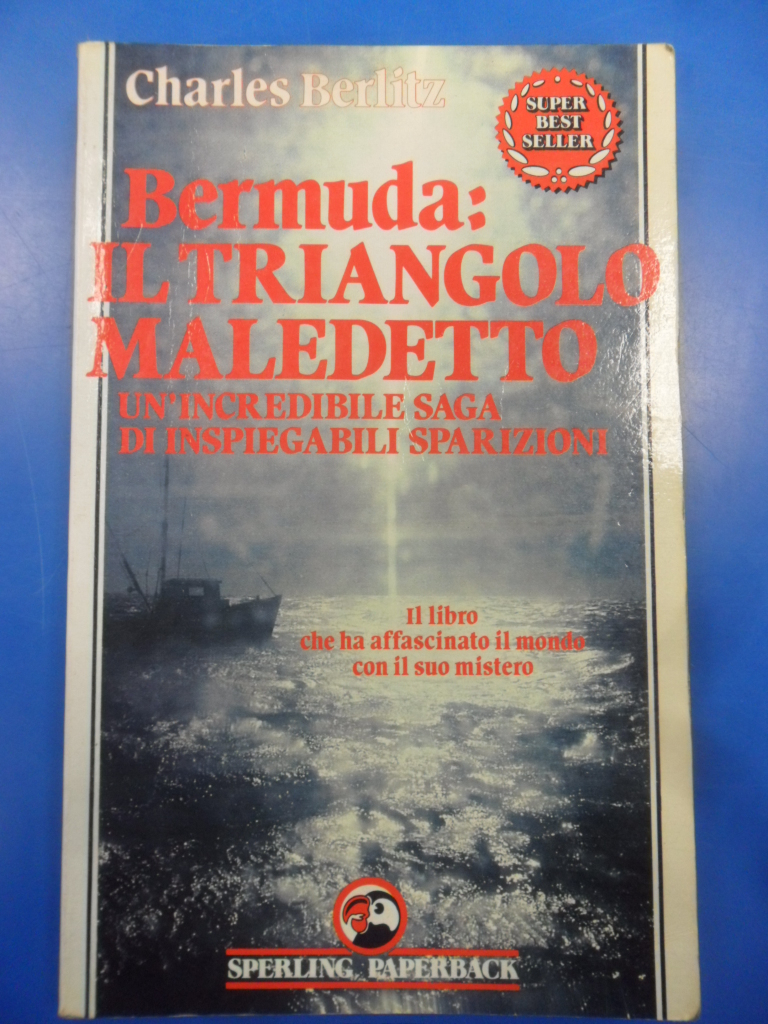 Charles Berlitz
SUPER
BEST
SELLER
Bermuda:
IL TRIANGOLO
MALEDETTO
UN'INCREDIBILE SAGA
DI INSPIEGABILI SPARIZIONI
Il libro
che ha affascinato il mondo
con il suo mistero
SPERLING PAPERBACK